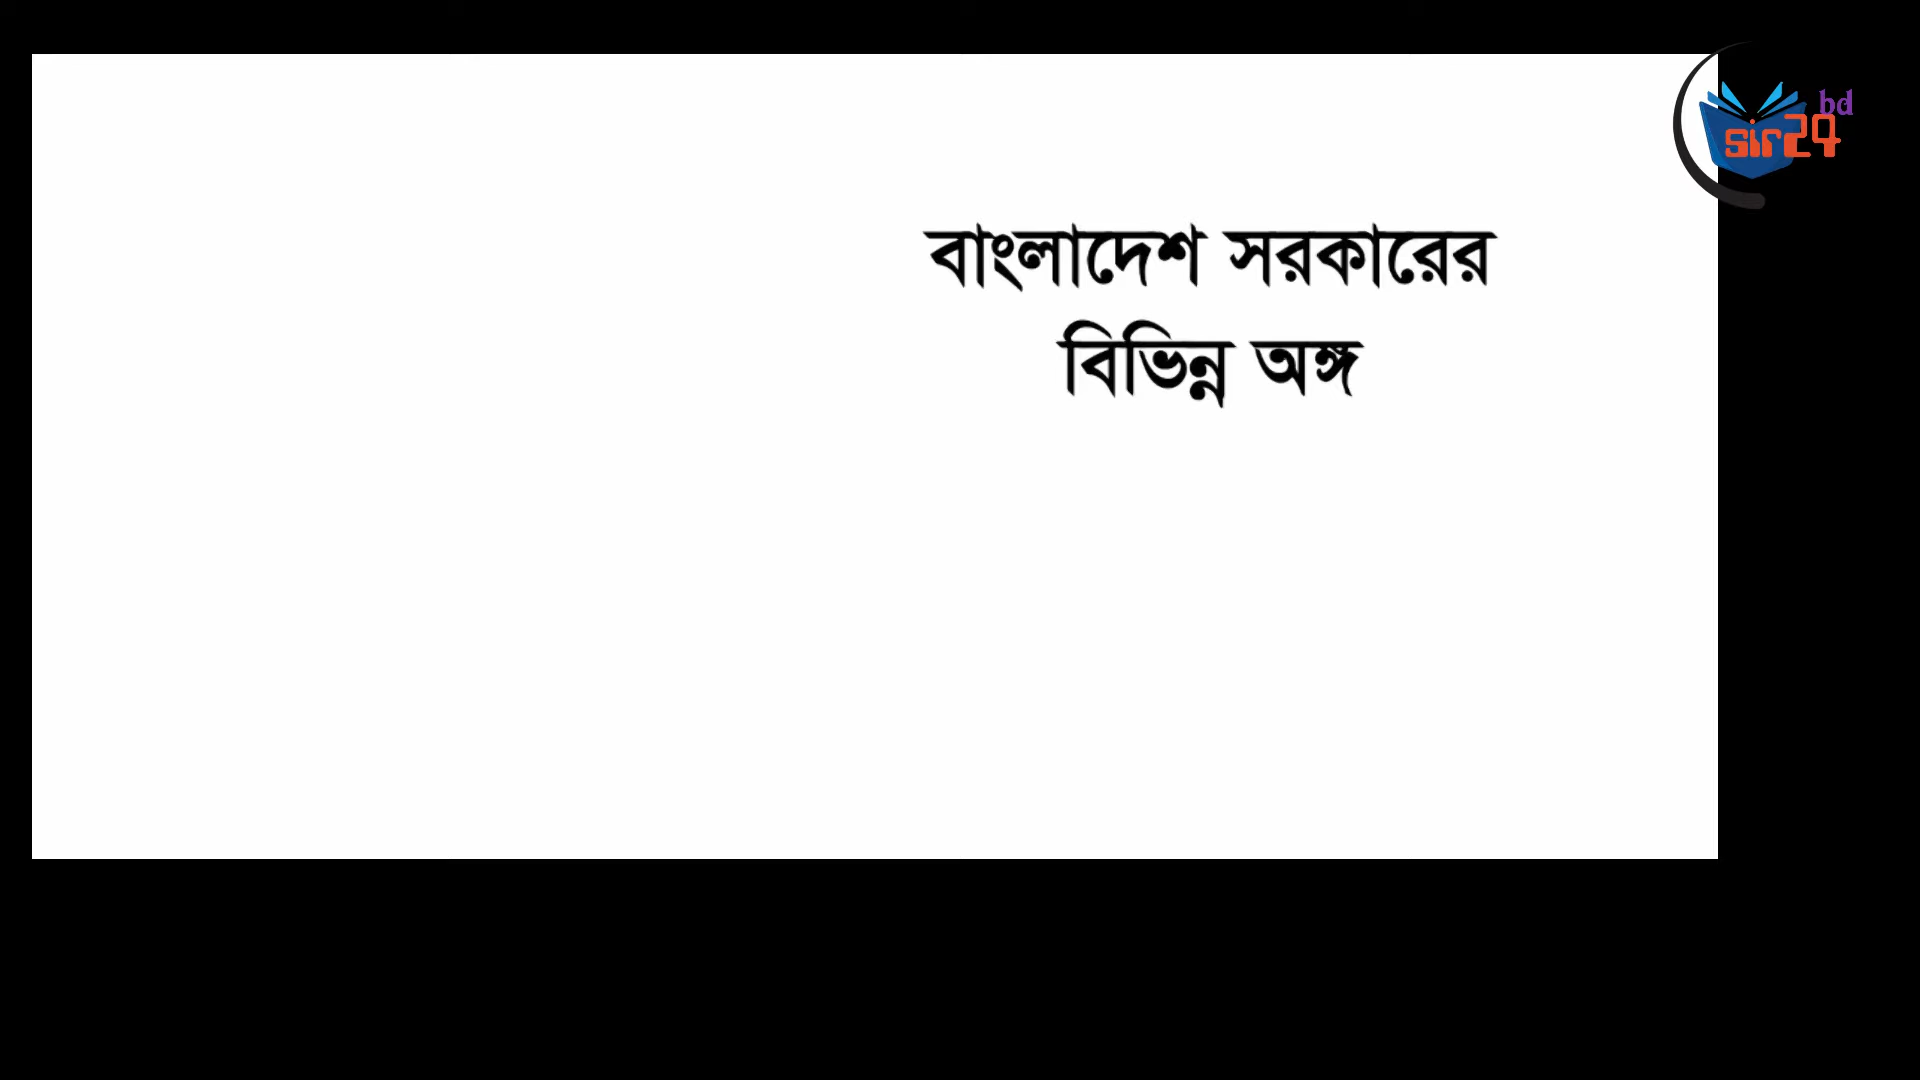 bd
sir24
বাংলাদেশ সরকারের
বিভিন্ন অঙ্গ